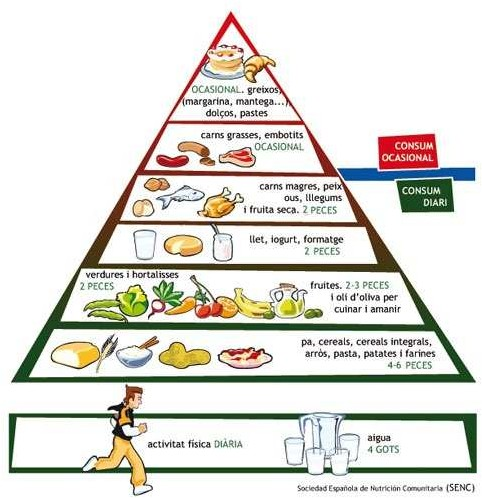 OCASIONAL. greixos,
(margarina, mantega...),
dolços, pastes
carns grasses, embotits
OCASIONAL
CONSUM
OCASIONAL
CONSUM
DIARI
carns magres, peix
ous, lllegums
i fruita seca. 2 PECES
llet, iogurt, formatge
2 PECES
verdures i hortalisses
2 PECES
fruites. 2-3 PECES
i oli d'oliva per
cuinar i amanir
pa, cereals, cereals integrals,
arròs, pasta, patates i farines
4-6 PECES
activitat física DIÀRIA
aigua
4 GOTS
Sociedad Española de Nutrición Comunitaria (SENC)